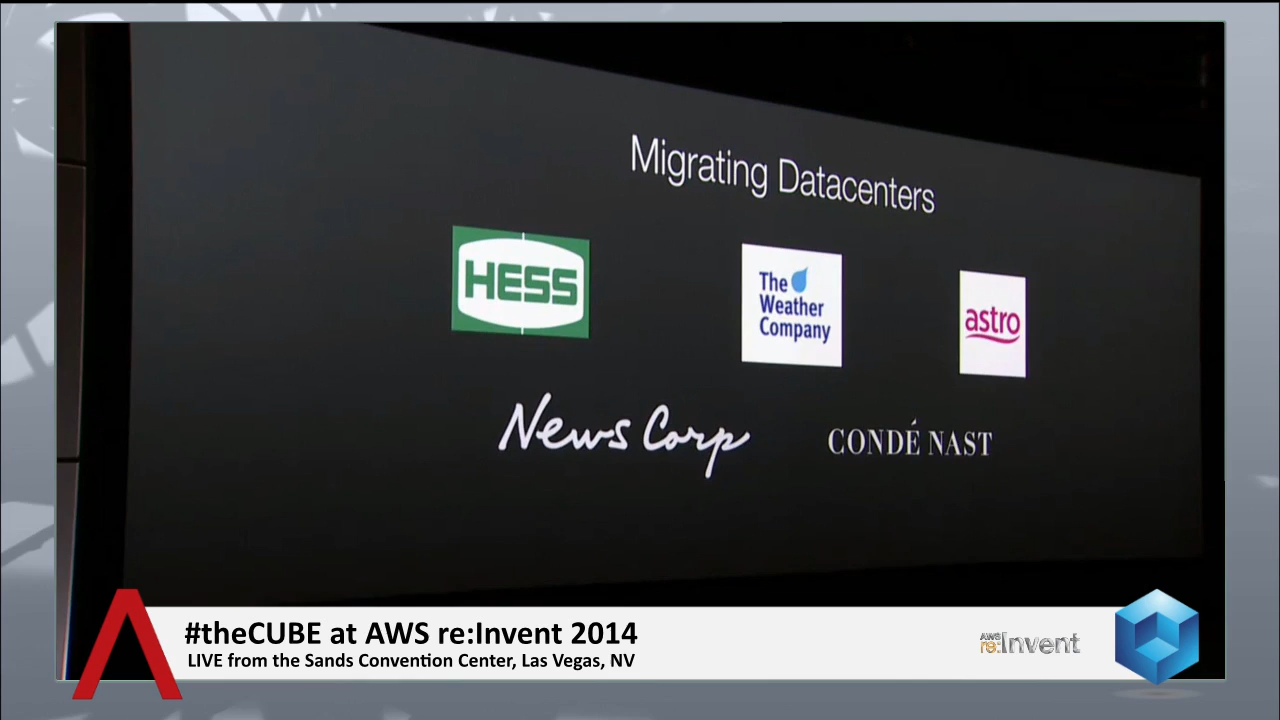 Migrating Datacenters
HESS
The
Weather
Company
astro
News Corp
CONDÉ NAST
#theCUBE at AWS re:Invent 2014
LIVE from the Sands Convention Center, Las Vegas, NV
AWS
re:Invent